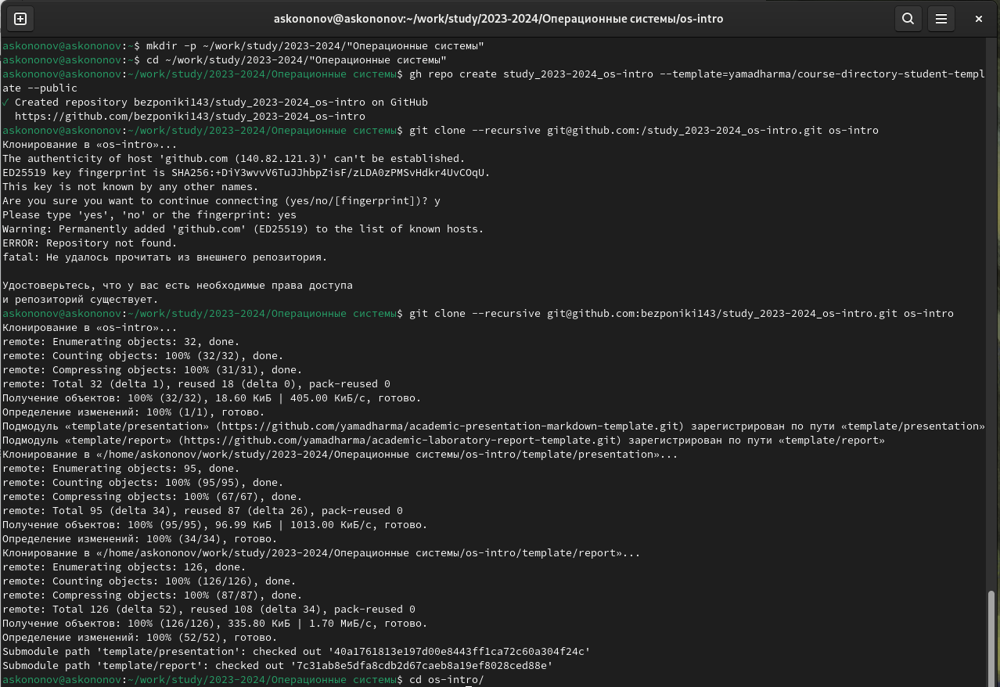 askononov@askononov:~/work/study/2023-2024/Операционные системы/os-intro
askononov@askononov:~$ mkdir -p ~/work/study/2023-2024/"Операционные системы"
askononov@askononov:~$ cd ~/work/study/2023-2024/"Операционные системы"
askononov@askononov:~/work/study/2023-2024/Операционные системы$ gh repo create study_2023-2024_os-intro --template=yamadharma/course-directory-student-templ
ate --public
✓ Created repository bezponiki143/study_2023-2024_os-intro on GitHub
  https://github.com/bezponiki143/study_2023-2024_os-intro
askononov@askononov:~/work/study/2023-2024/Операционные системы$ git clone --recursive git@github.com:/study_2023-2024_os-intro.git os-intro
Клонирование в «os-intro»...
The authenticity of host 'github.com (140.82.121.3)' can't be established.
ED25519 key fingerprint is SHA256:+DiY3wvvV6TuJJhbpZisF/zLDA0zPMSvHdkr4UvCOqU.
This key is not known by any other names.
Are you sure you want to continue connecting (yes/no/[fingerprint])? y
Please type 'yes', 'no' or the fingerprint: yes
Warning: Permanently added 'github.com' (ED25519) to the list of known hosts.
ERROR: Repository not found.
fatal: Не удалось прочитать из внешнего репозитория.

Удостоверьтесь, что у вас есть необходимые права доступа
и репозиторий существует.
askononov@askononov:~/work/study/2023-2024/Операционные системы$ git clone --recursive git@github.com:bezponiki143/study_2023-2024_os-intro.git os-intro
Клонирование в «os-intro»...
remote: Enumerating objects: 32, done.
remote: Counting objects: 100% (32/32), done.
remote: Compressing objects: 100% (31/31), done.
remote: Total 32 (delta 1), reused 18 (delta 0), pack-reused 0
Получение объектов: 100% (32/32), 18.60 КиБ | 405.00 КиБ/с, готово.
Определение изменений: 100% (1/1), готово.
Подмодуль «template/presentation» (https://github.com/yamadharma/academic-presentation-markdown-template.git) зарегистрирован по пути «template/presentation»
Подмодуль «template/report» (https://github.com/yamadharma/academic-laboratory-report-template.git) зарегистрирован по пути «template/report»
Клонирование в «/home/askononov/work/study/2023-2024/Операционные системы/os-intro/template/presentation»...
remote: Enumerating objects: 95, done.
remote: Counting objects: 100% (95/95), done.
remote: Compressing objects: 100% (67/67), done.
remote: Total 95 (delta 34), reused 87 (delta 26), pack-reused 0
Получение объектов: 100% (95/95), 96.99 КиБ | 1013.00 КиБ/с, готово.
Определение изменений: 100% (34/34), готово.
Клонирование в «/home/askononov/work/study/2023-2024/Операционные системы/os-intro/template/report»...
remote: Enumerating objects: 126, done.
remote: Counting objects: 100% (126/126), done.
remote: Compressing objects: 100% (87/87), done.
remote: Total 126 (delta 52), reused 108 (delta 34), pack-reused 0
Получение объектов: 100% (126/126), 335.80 КиБ | 1.70 МиБ/с, готово.
Определение изменений: 100% (52/52), готово.
Submodule path 'template/presentation': checked out '40a1761813e197d00e8443ff1ca72c60a304f24c'
Submodule path 'template/report': checked out '7c31ab8e5dfa8cdb2d67caeb8a19ef8028ced88e'
askononov@askononov:~/work/study/2023-2024/Операционные системы$ cd os-intro/